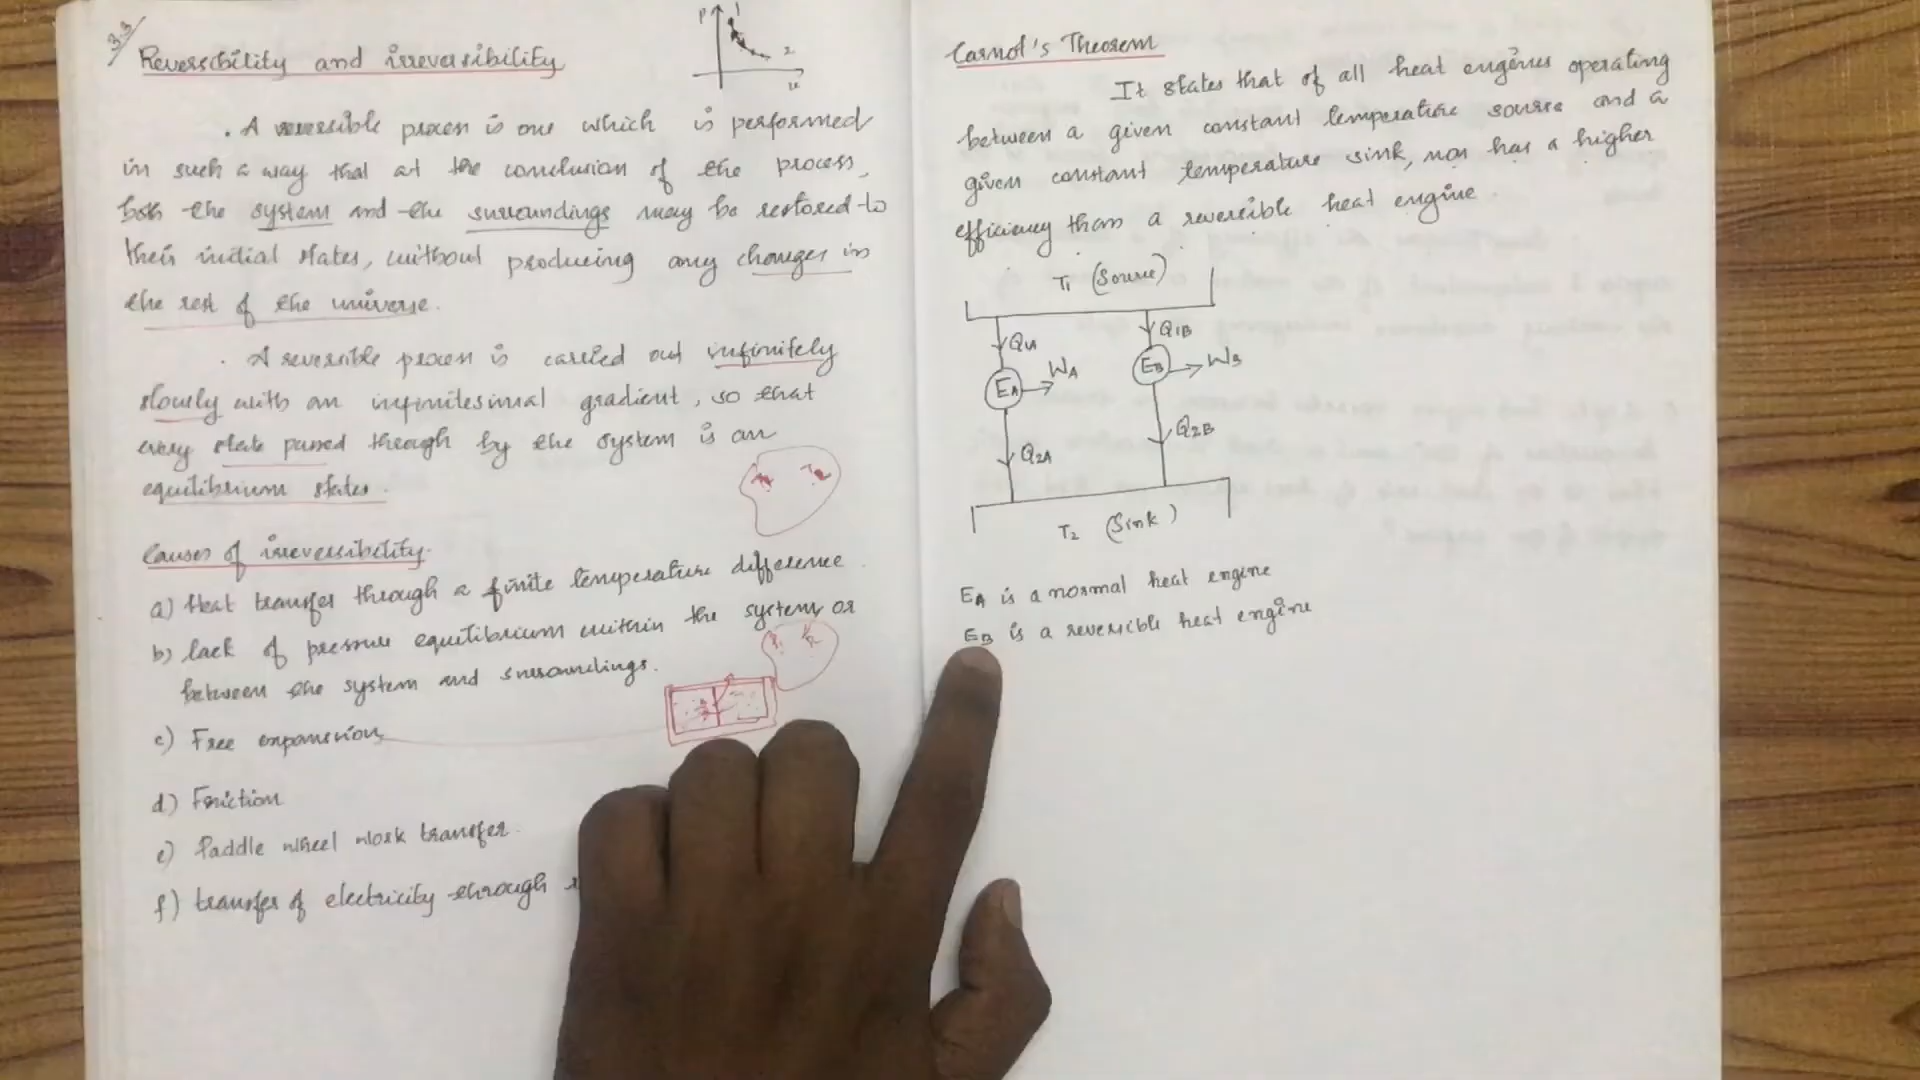 3.3
Reversibility and irreversibility
P
1
2
v
. A reversible process is one which is performed
in such a way that at the conclusion of the process,
both the system and the surroundings may be restored to
their initial states, without producing any changes in
the rest of the universe.
. A reversible process is carried out infinitely
slowly with an infinitesimal gradient, so that
every state passed through by the system is an
equilibrium states.
Causes of irreversibility.
a) Heat transfer through a finite temperature difference.
b) lack of pressure equilibrium within the system or
between the system and surroundings.
c) Free expansion
d) Friction
e) Paddle wheel work transfer.
f) transfer of electricity through
Carnot's Theorem
It states that of all heat engines operating
between a given constant temperature source and a
given constant temperature sink, non has a higher
efficiency than a reversible heat engine.
T1 (Source)
Q1A
Q1B
EA
WA
EB
WB
Q2A
Q2B
T2 (Sink)
EA is a normal heat engine
EB is a reversible heat engine